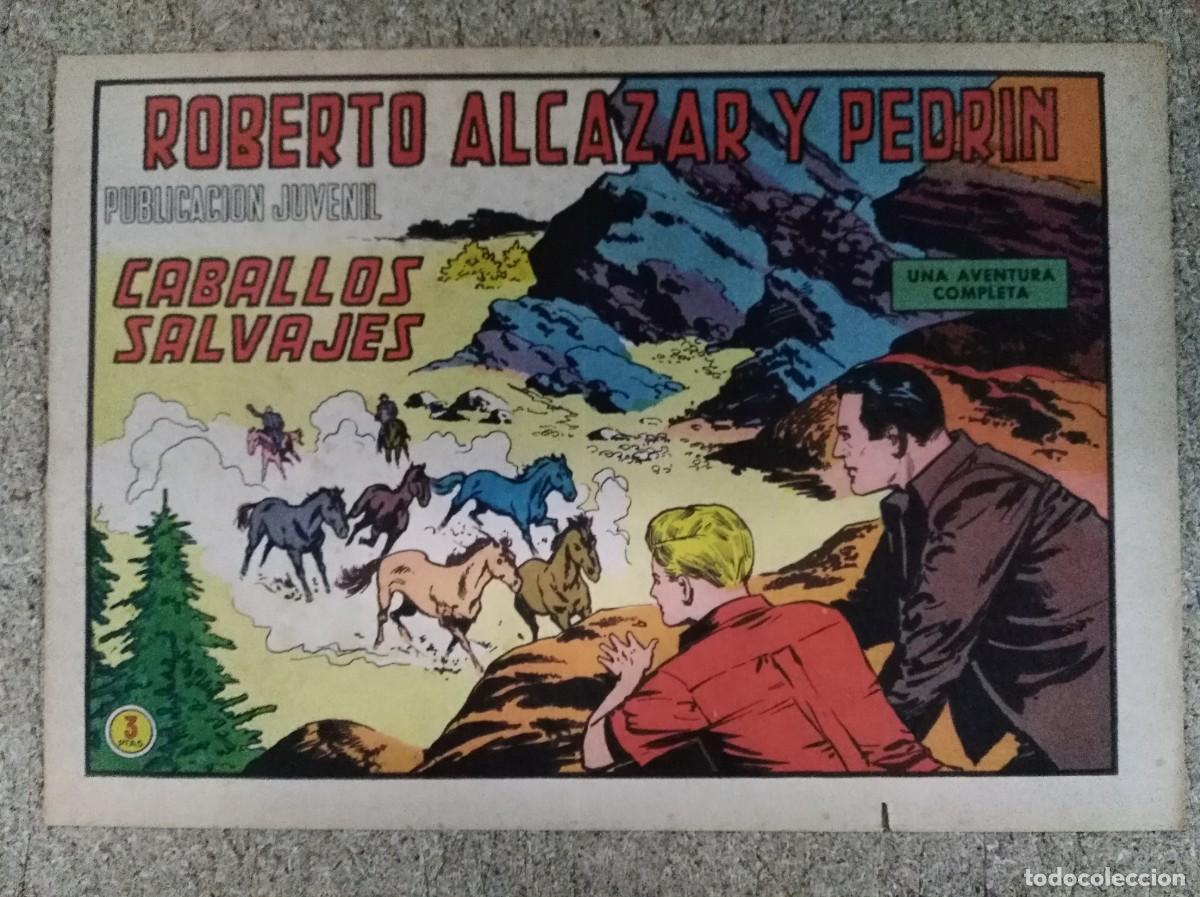 ROBERTO ALCAZAR Y PEDRIN
PUBLICACION JUVENIL
CABALLOS
SALVAJES
UNA AVENTURA
COMPLETA
3
PTAS
todocoleccion